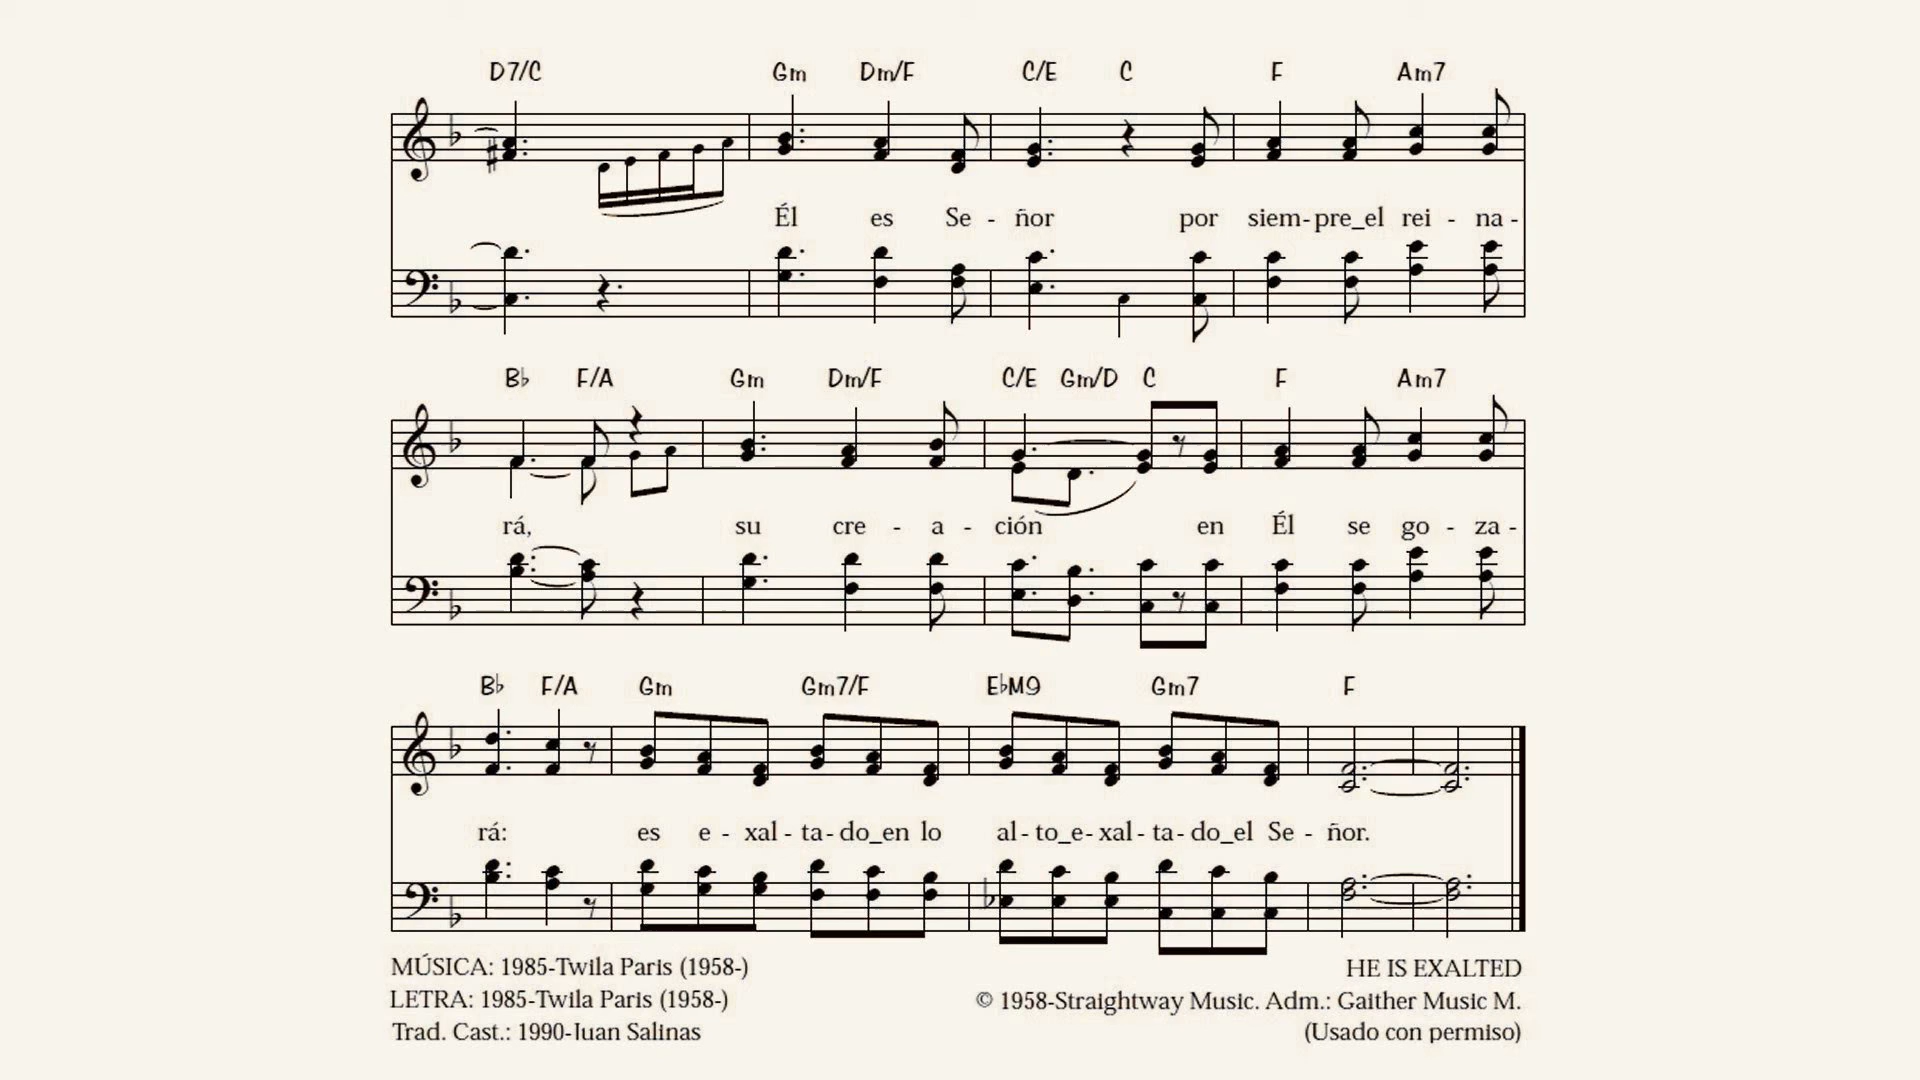 D7/C Gm Dm/F C/E C F Am7
Él es Se - ñor por siem-pre_el rei - na -
B♭ F/A Gm Dm/F C/E Gm/D C F Am7
rá, su cre - a - ción en Él se go - za -
B♭ F/A Gm Gm7/F E♭M9 Gm7 F
rá: es e - xal - ta - do_en lo al - to_e - xal - ta - do_el Se - ñor.
MÚSICA: 1985-Twila Paris (1958-)
LETRA: 1985-Twila Paris (1958-)
Trad. Cast.: 1990-Juan Salinas
HE IS EXALTED
© 1958-Straightway Music. Adm.: Gaither Music M.
(Usado con permiso)